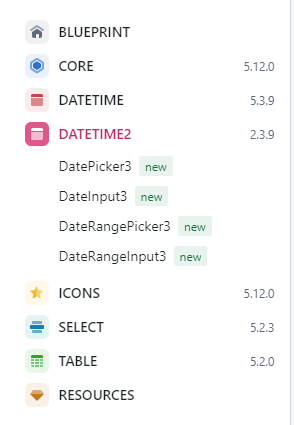 BLUEPRINT
CORE 5.12.0
DATETIME 5.3.9
DATETIME2 2.3.9
DatePicker3 new
DateInput3 new
DateRangePicker3 new
DateRangeInput3 new
ICONS 5.12.0
SELECT 5.2.3
TABLE 5.2.0
RESOURCES